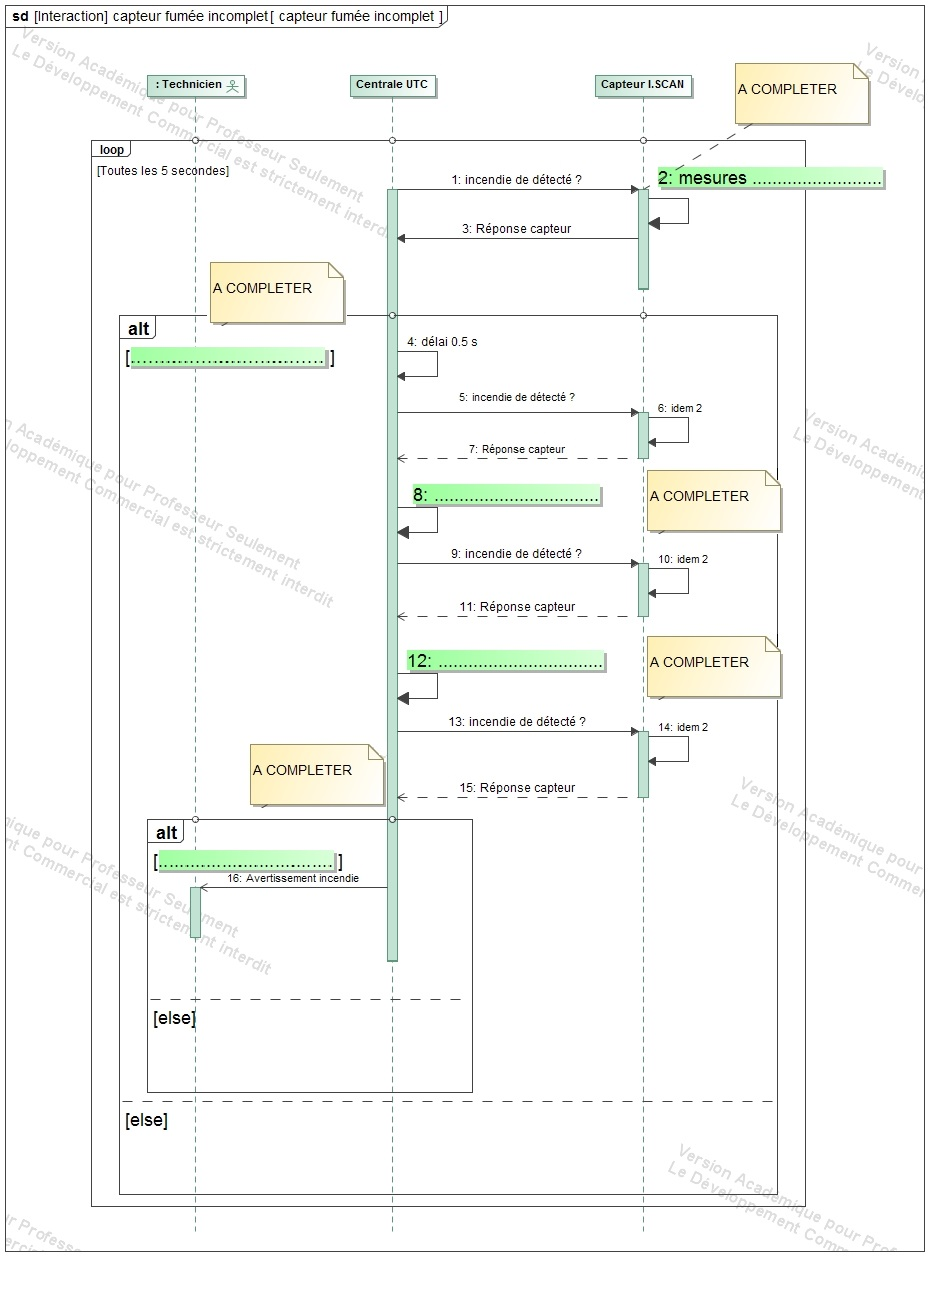 sd [Interaction] capteur fumée incomplet[ capteur fumée incomplet ]
: Technicien
Centrale UTC
Capteur I.SCAN
A COMPLETER
loop
[Toutes les 5 secondes]
1: incendie de détecté ?
2: mesures ..........................
3: Réponse capteur
A COMPLETER
alt
[.......................................]
4: délai 0.5 s
5: incendie de détecté ?
6: idem 2
7: Réponse capteur
8: .................................
A COMPLETER
9: incendie de détecté ?
10: idem 2
11: Réponse capteur
12: .................................
A COMPLETER
13: incendie de détecté ?
14: idem 2
15: Réponse capteur
A COMPLETER
alt
[...................................]
16: Avertissement incendie
[else]
[else]
Version Académique pour Professeur Seulement
Le Développement Commercial est strictement interdit